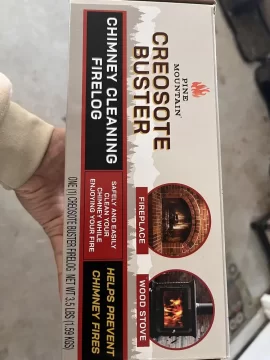 PINE
MOUNTAIN
CREOSOTE
BUSTER
CHIMNEY CLEANING
FIRELOG
SAFELY AND EASILY
CLEAN YOUR
CHIMNEY WHILE
ENJOYING YOUR FIRE
HELPS PREVENT
CHIMNEY FIRES
ONE (1) CREOSOTE BUSTER FIRELOG NET WT 3.5 LBS (1.59 KGS)
FIREPLACE
WOOD STOVE